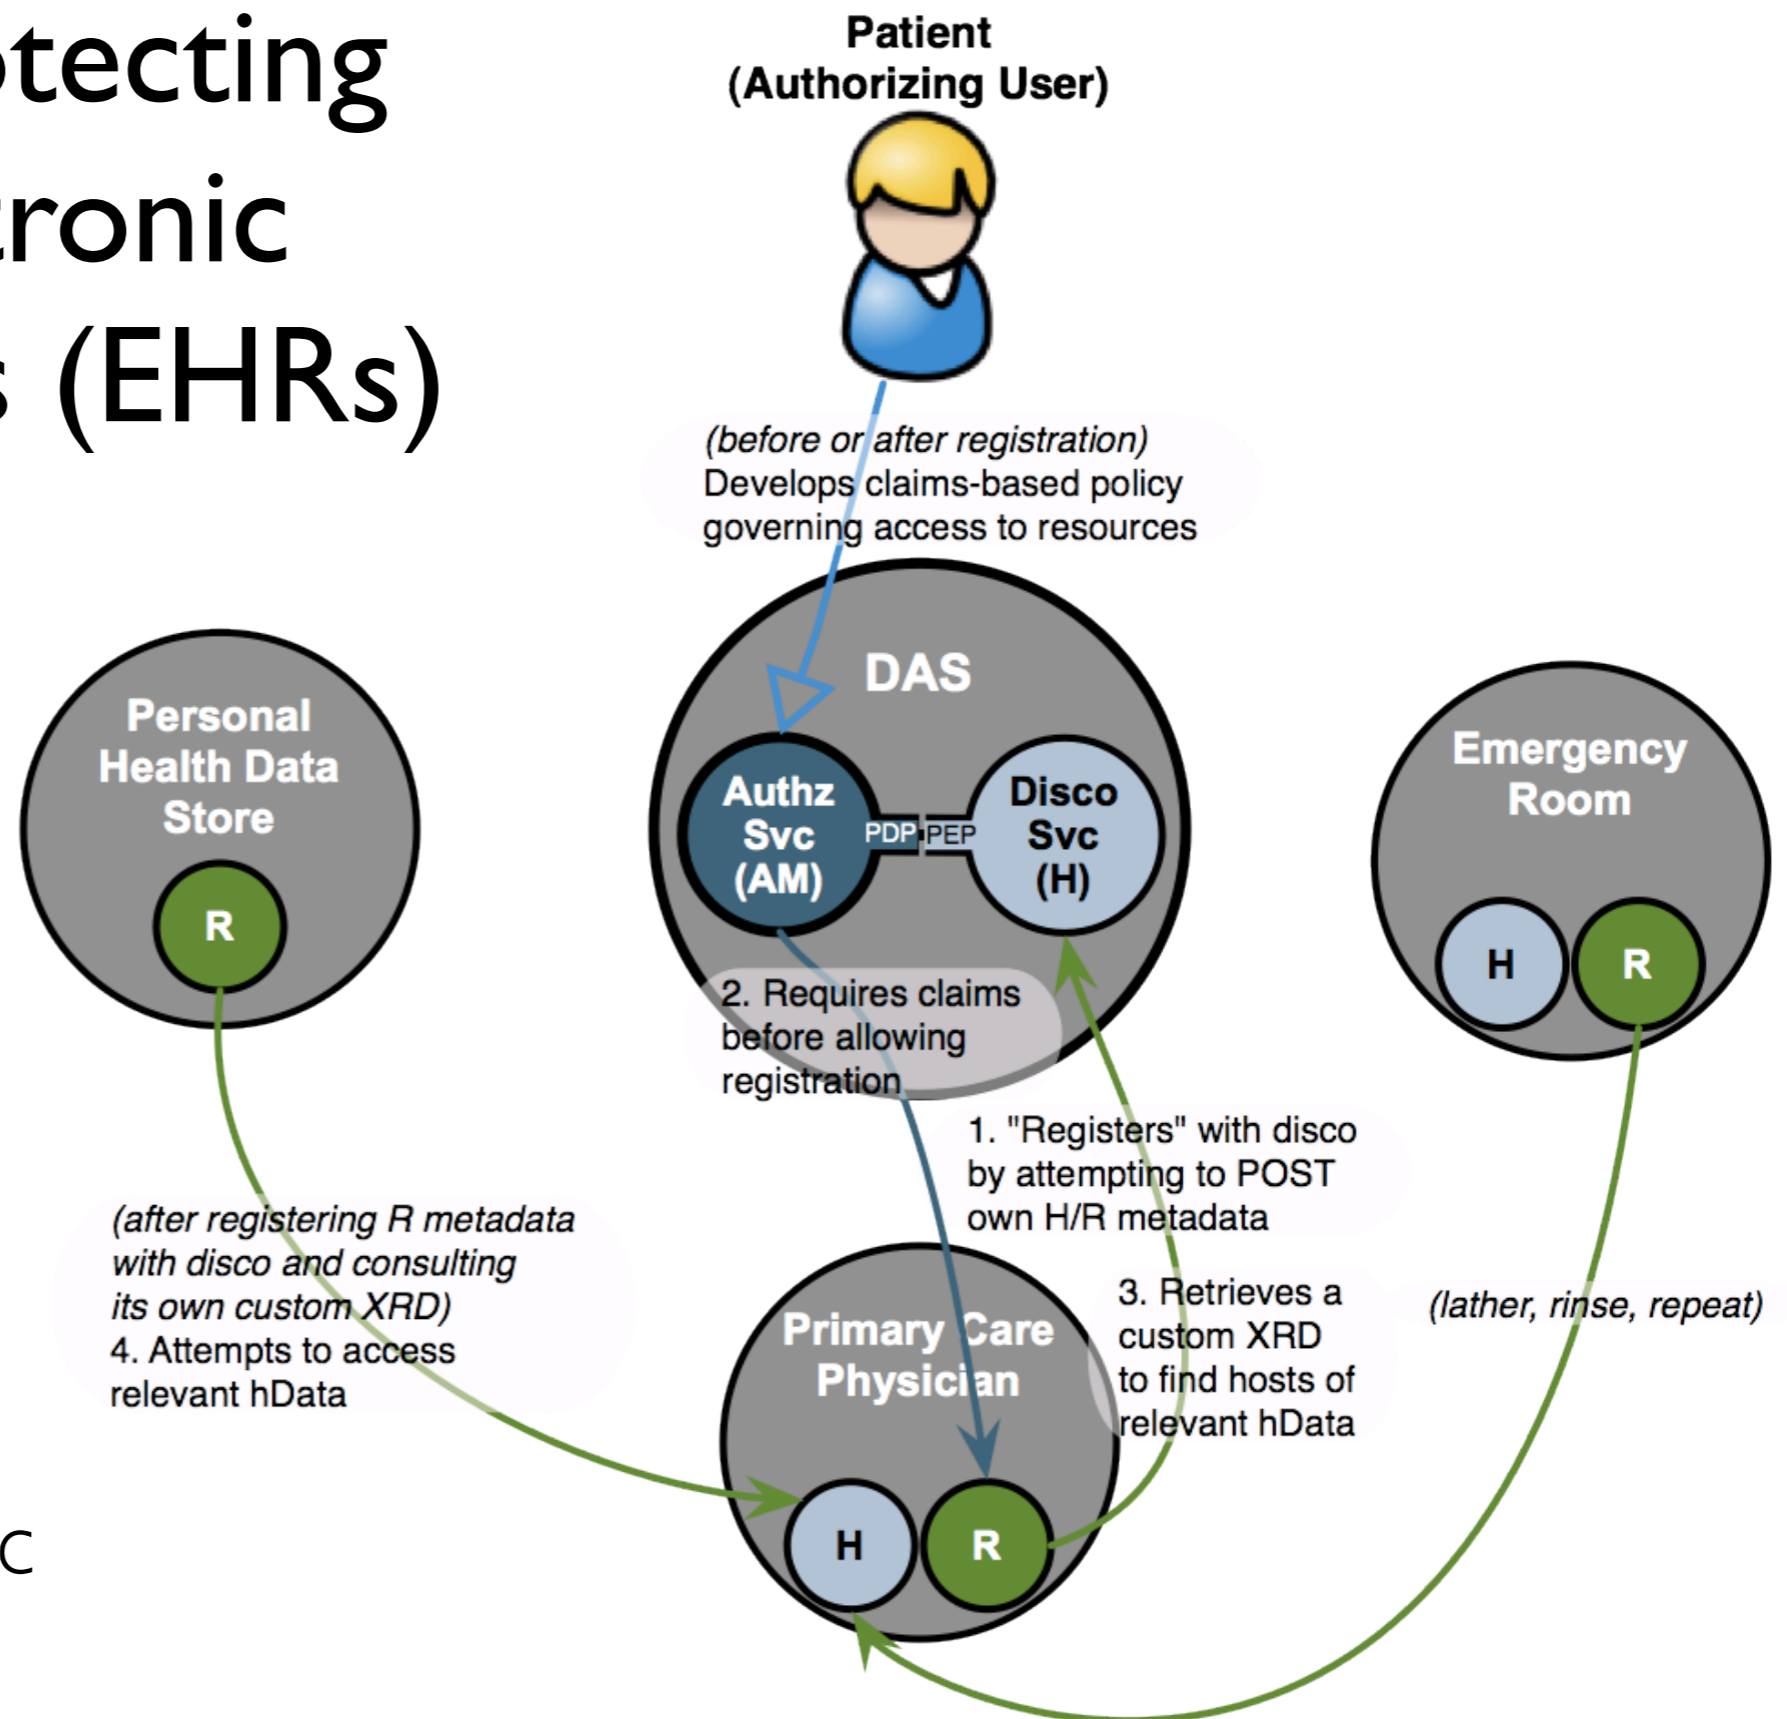 otecting
tronic
s (EHRs)
Patient
(Authorizing User)
(before or after registration)
Develops claims-based policy
governing access to resources
DAS
Authz
Svc
(AM)
PDP
PEP
Disco
Svc
(H)
Personal
Health Data
Store
R
Emergency
Room
H
R
2. Requires claims
before allowing
registration
1. "Registers" with disco
by attempting to POST
own H/R metadata
(after registering R metadata
with disco and consulting
its own custom XRD)
4. Attempts to access
relevant hData
3. Retrieves a
custom XRD
to find hosts of
relevant hData
(lather, rinse, repeat)
Primary Care
Physician
H
R
C